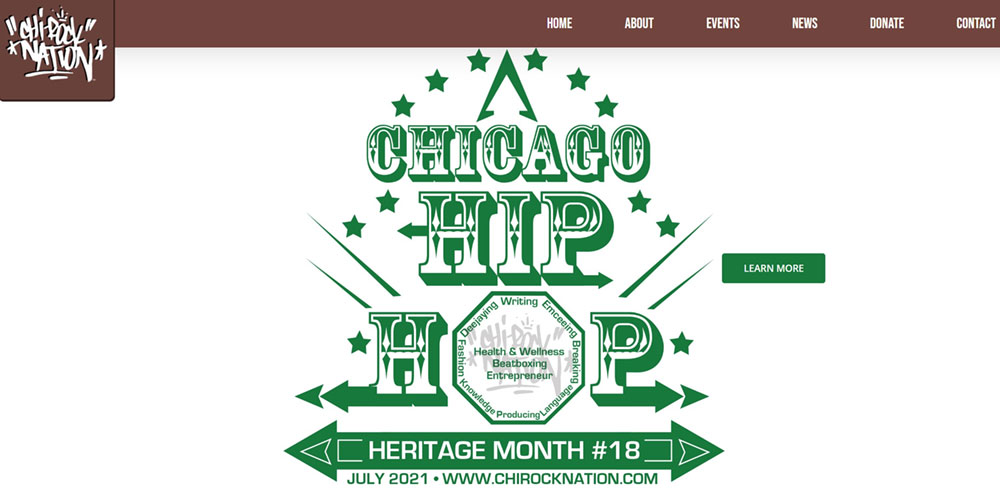 "CHI-ROCK"
*NATION*
HOME ABOUT EVENTS NEWS DONATE CONTACT
CHICAGO
HIP
HOP
Deejaying Writing Emceeing Breaking Language Producing Knowledge Fashion
CHI-ROCK
NATION
Health & Wellness
Beatboxing
Entrepreneur
LEARN MORE
HERITAGE MONTH #18
JULY 2021 • WWW.CHIROCKNATION.COM